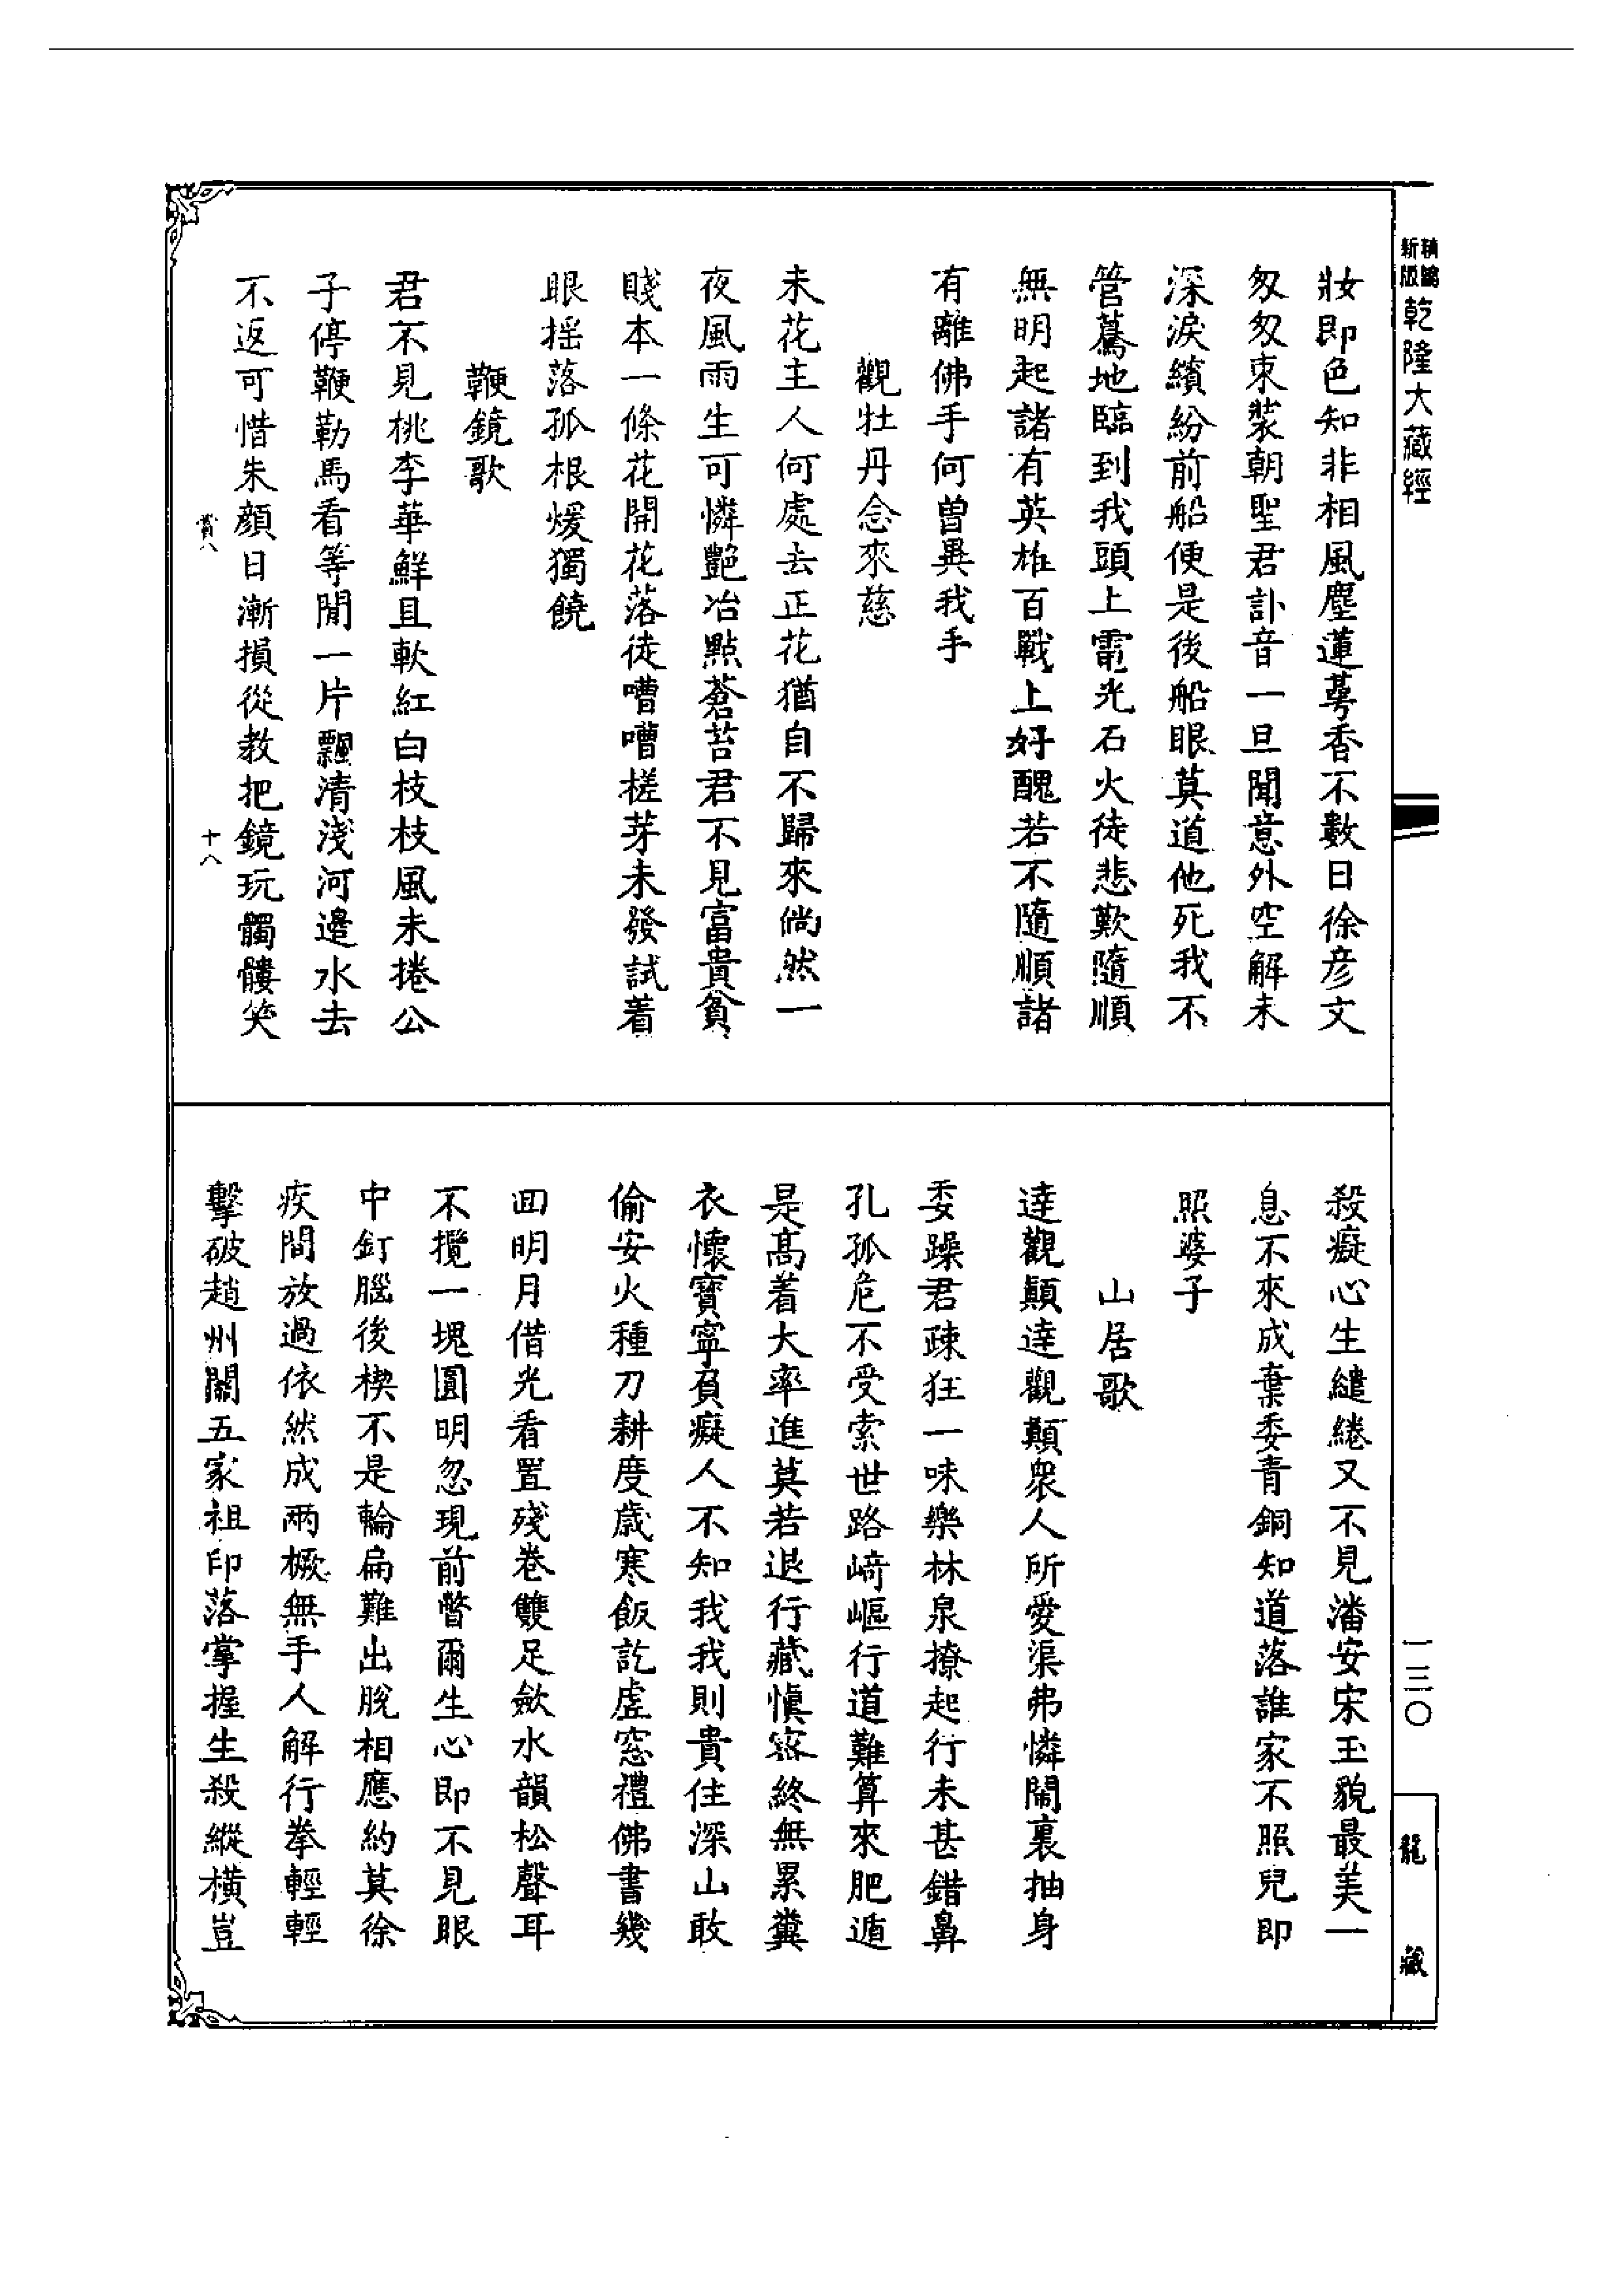 新版 精編 乾隆大藏經
一三〇
龍藏
妝即色知非相風塵蓮萼香不數日徐彥文
匆匆束裝朝聖君訃音一旦聞意外空解未
深淚繽紛前船便是後船眼莫道他死我不
管驀地臨到我頭上電光石火徒悲歎隨順
無明起諸有英雄百戰上好醜若不隨順諸
有離佛手何曾異我手
觀牡丹念來慈
未花主人何處去正花猶自不歸來倘然一
夜風雨生可憐艷冶點蒼苔君不見富貴貧
賤本一條花開花落徒嘈嘈槎芽未發試着
眼搖落孤根煖獨饒
鞭鏡歌
君不見桃李華鮮且軟紅白枝枝風未捲公
子停鞭勒馬看等閒一片飄清淺河邊水去
不返可惜朱顏日漸損從教把鏡玩髑髏笑
賞八 十八
殺癡心生繾綣又不見潘安宋玉貌最美一
息不來成棄委青銅知道落誰家不照兒即
照婆子
山居歌
達觀顛達觀顛衆人所愛渠弗憐鬧裏抽身
委躁君疎狂一味樂林泉撩起行未甚錯鼻
孔孤危不受索世路﨑嶇行道難算來肥遁
是高着大率進莫若退行藏慎密終無累糞
衣懷寶寧負癡人不知我我則貴住深山敢
偷安火種刀耕度歲寒飯訖虛窓禮佛書幾
回明月借光看置殘卷雙足歛水韻松聲耳
不攬一塊圓明忽現前瞥爾生心即不見眼
中釘腦後楔不是輪扁難出脫相應約莫徐
疾間放過依然成兩橛無手人解行拳輕輕
擊破趙州關五家祖印落掌握生殺縱橫豈